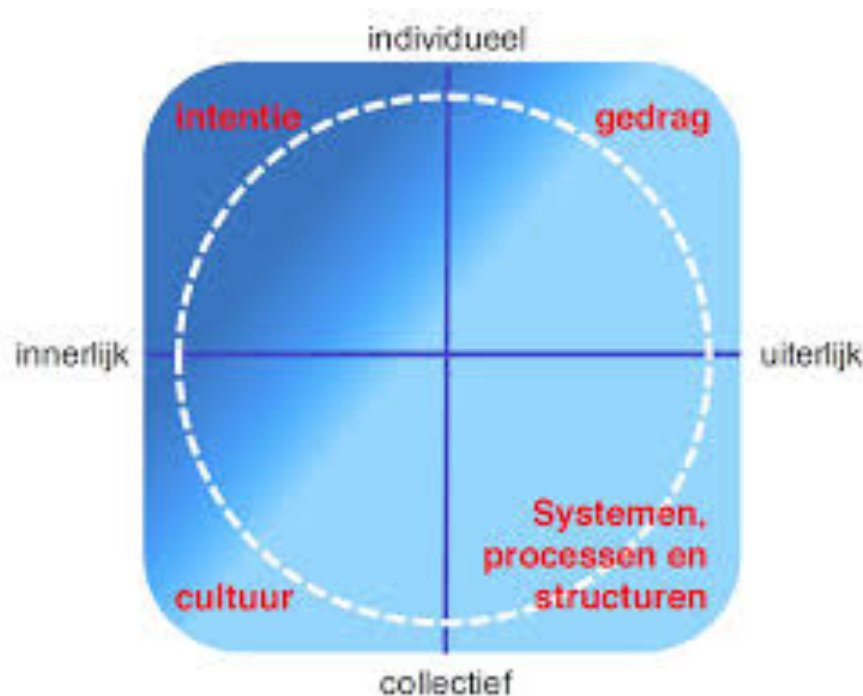 individueel
intentie
gedrag
innerlijk
uiterlijk
Systemen,
processen en
structuren
cultuur
collectief